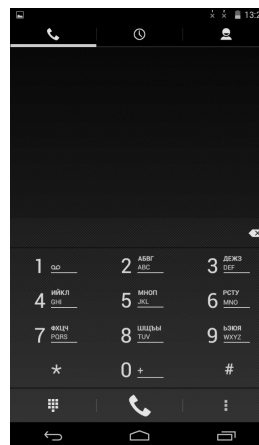 13:2
1
2 АБВГ
ABC
3 ДЕЖЗ
DEF
4 ИЙКЛ
GHI
5 МНОП
JKL
6 РСТУ
MNO
7 ФХЦЧ
PQRS
8 ШЩЪЫ
TUV
9 ЬЭЮЯ
WXYZ
*
0 +
#